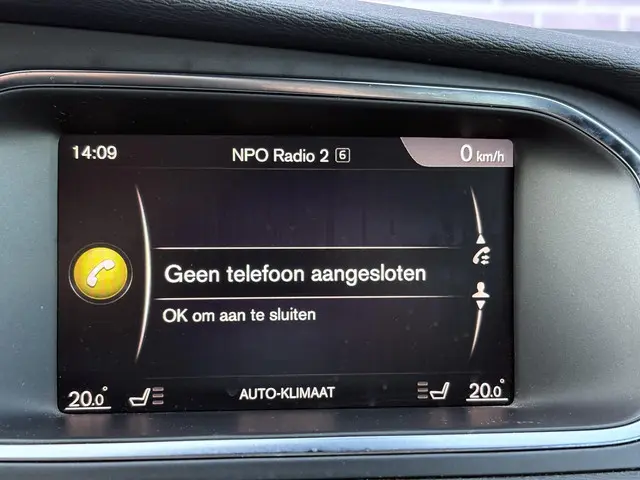 14:09 NPO Radio 2 6 0 km/h
Geen telefoon aangesloten
OK om aan te sluiten
20.0° AUTO-KLIMAAT 20.0°